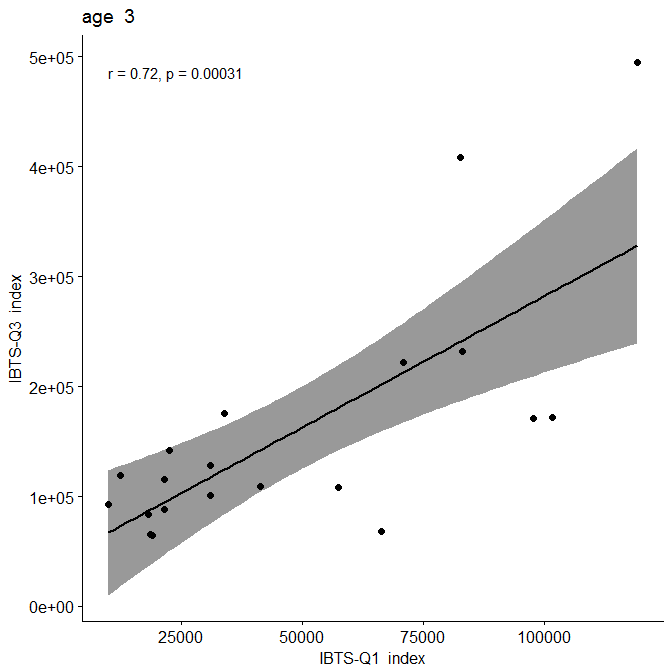 age 3
r = 0.72, p = 0.00031
5e+05
4e+05
3e+05
2e+05
1e+05
0e+00
IBTS-Q3 index
25000 50000 75000 100000
IBTS-Q1 index